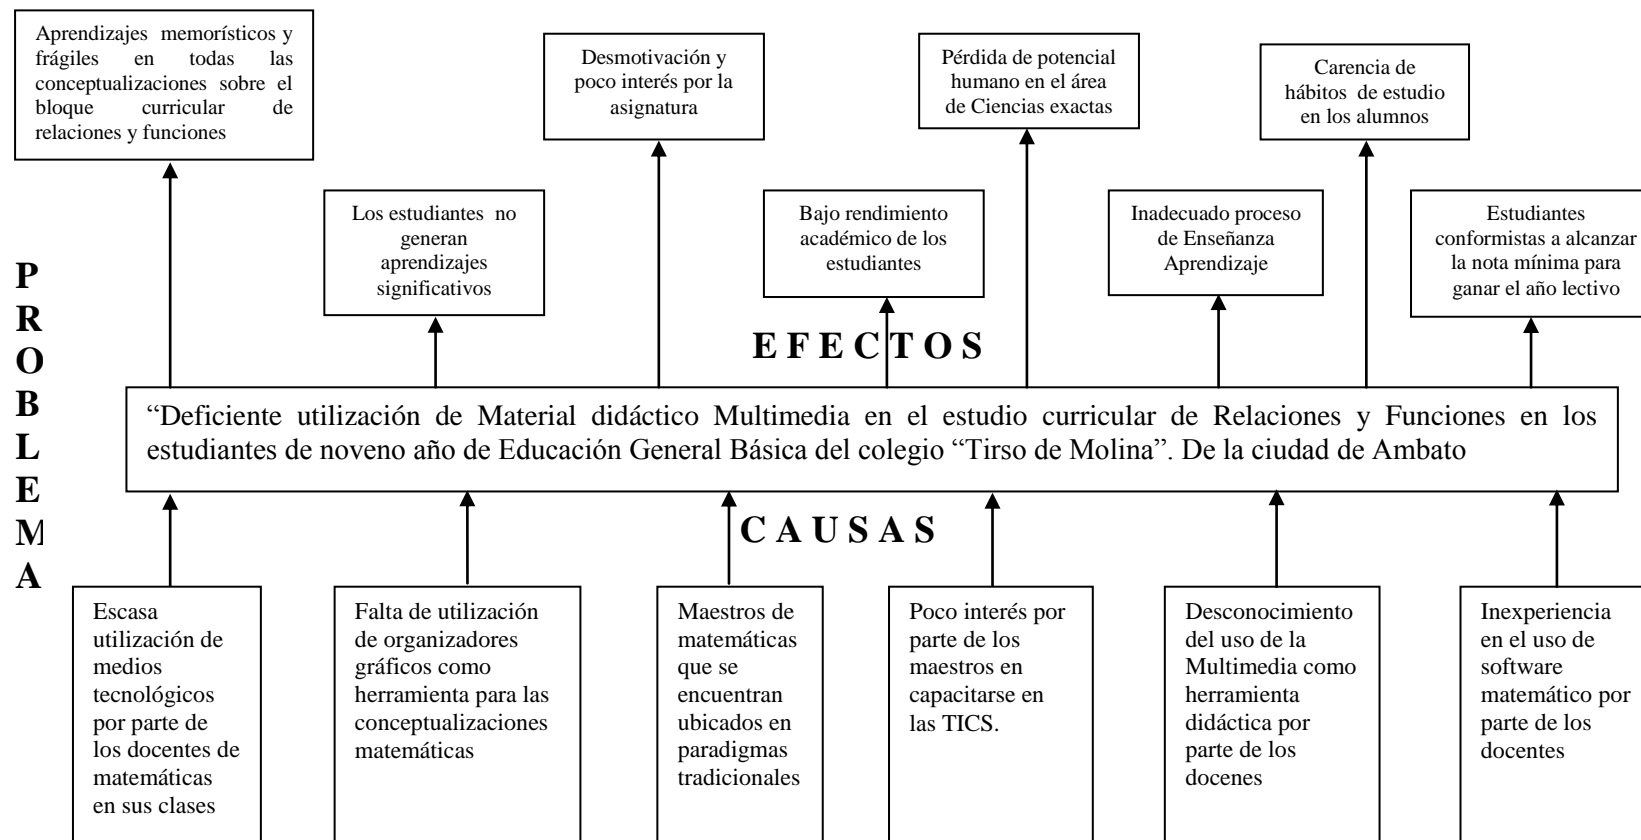 Aprendizajes memorísticos y
frágiles en todas las
conceptualizaciones sobre el
bloque curricular de
relaciones y funciones
Desmotivación y
poco interés por la
asignatura
Pérdida de potencial
humano en el área
de Ciencias exactas
Carencia de
hábitos de estudio
en los alumnos
Los estudiantes no
generan
aprendizajes
significativos
Bajo rendimiento
académico de los
estudiantes
Inadecuado proceso
de Enseñanza
Aprendizaje
Estudiantes
conformistas a alcanzar
la nota mínima para
ganar el año lectivo
P
R
O
B
L
E
M
A
E F E C T O S
“Deficiente utilización de Material didáctico Multimedia en el estudio curricular de Relaciones y Funciones en los
estudiantes de noveno año de Educación General Básica del colegio “Tirso de Molina”. De la ciudad de Ambato
C A U S A S
Escasa
utilización de
medios
tecnológicos
por parte de
los docentes de
matemáticas
en sus clases
Falta de utilización
de organizadores
gráficos como
herramienta para las
conceptualizaciones
matemáticas
Maestros de
matemáticas
que se
encuentran
ubicados en
paradigmas
tradicionales
Poco interés por
parte de los
maestros en
capacitarse en
las TICS.
Desconocimiento
del uso de la
Multimedia como
herramienta
didáctica por
parte de los
docenes
Inexperiencia
en el uso de
software
matemático por
parte de los
docentes